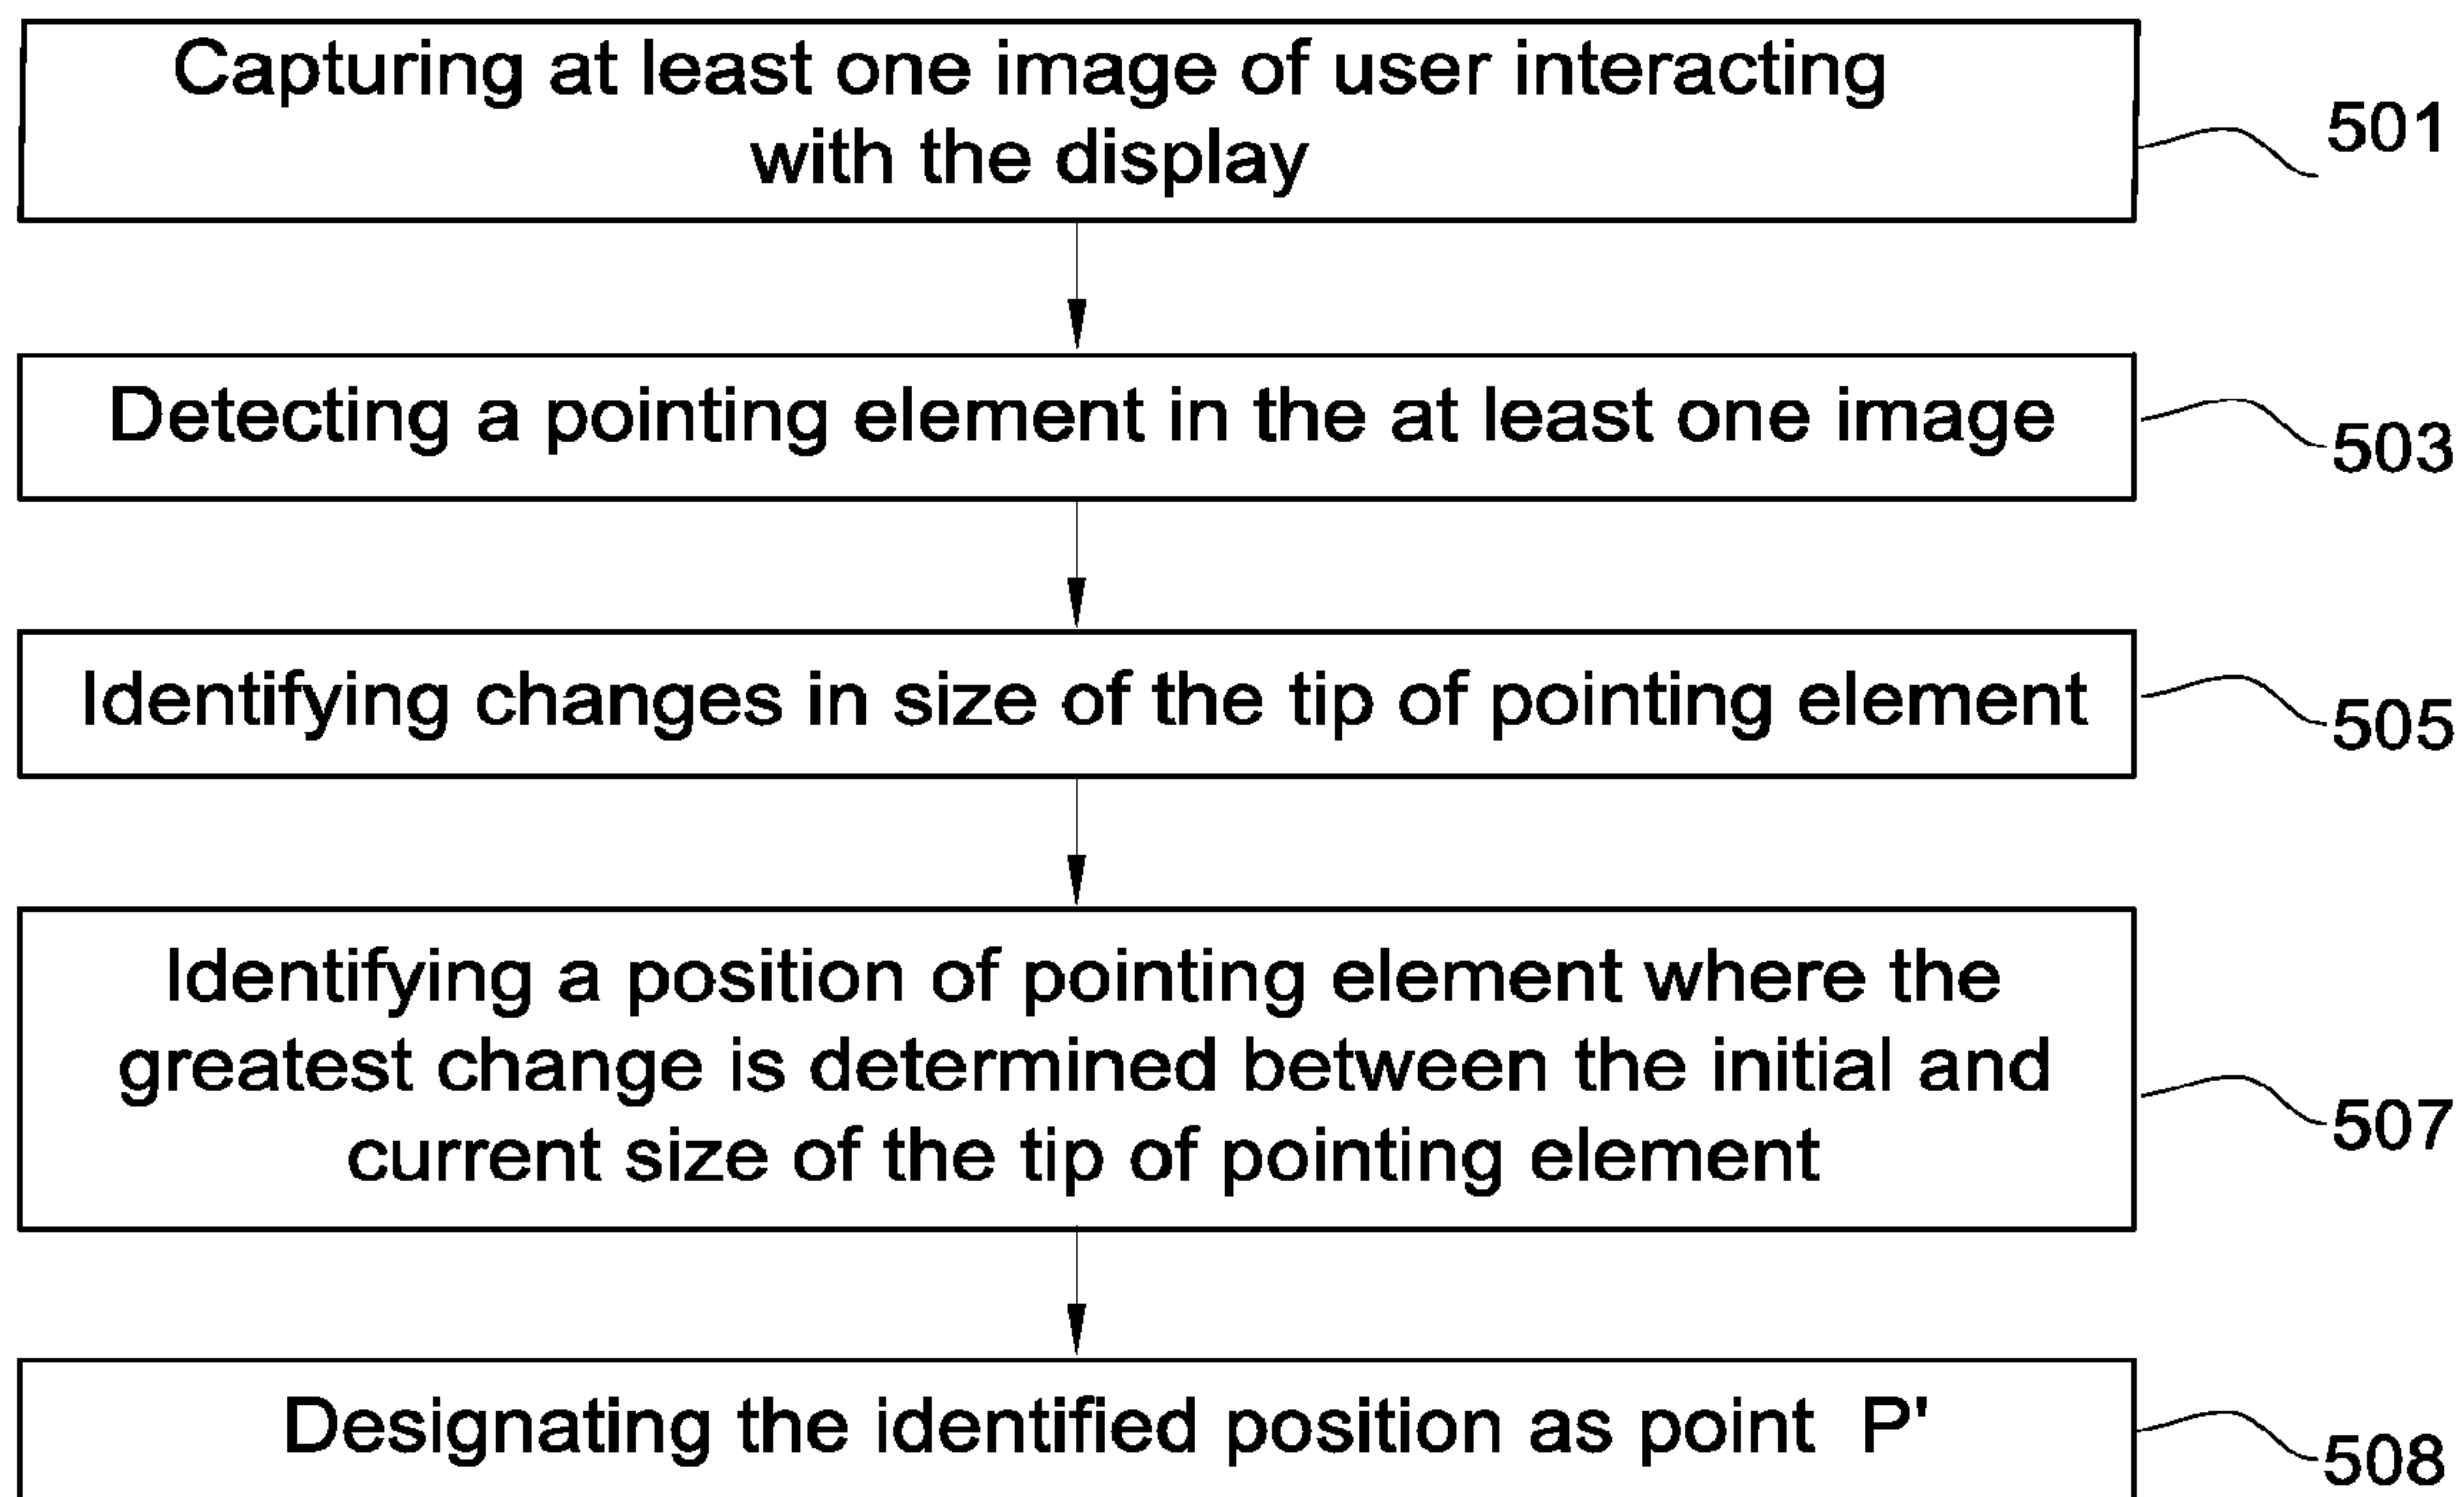 Capturing at least one image of user interacting
with the display
501
Detecting a pointing element in the at least one image
503
Identifying changes in size of the tip of pointing element
505
Identifying a position of pointing element where the
greatest change is determined between the initial and
current size of the tip of pointing element
507
Designating the identified position as point P'
508